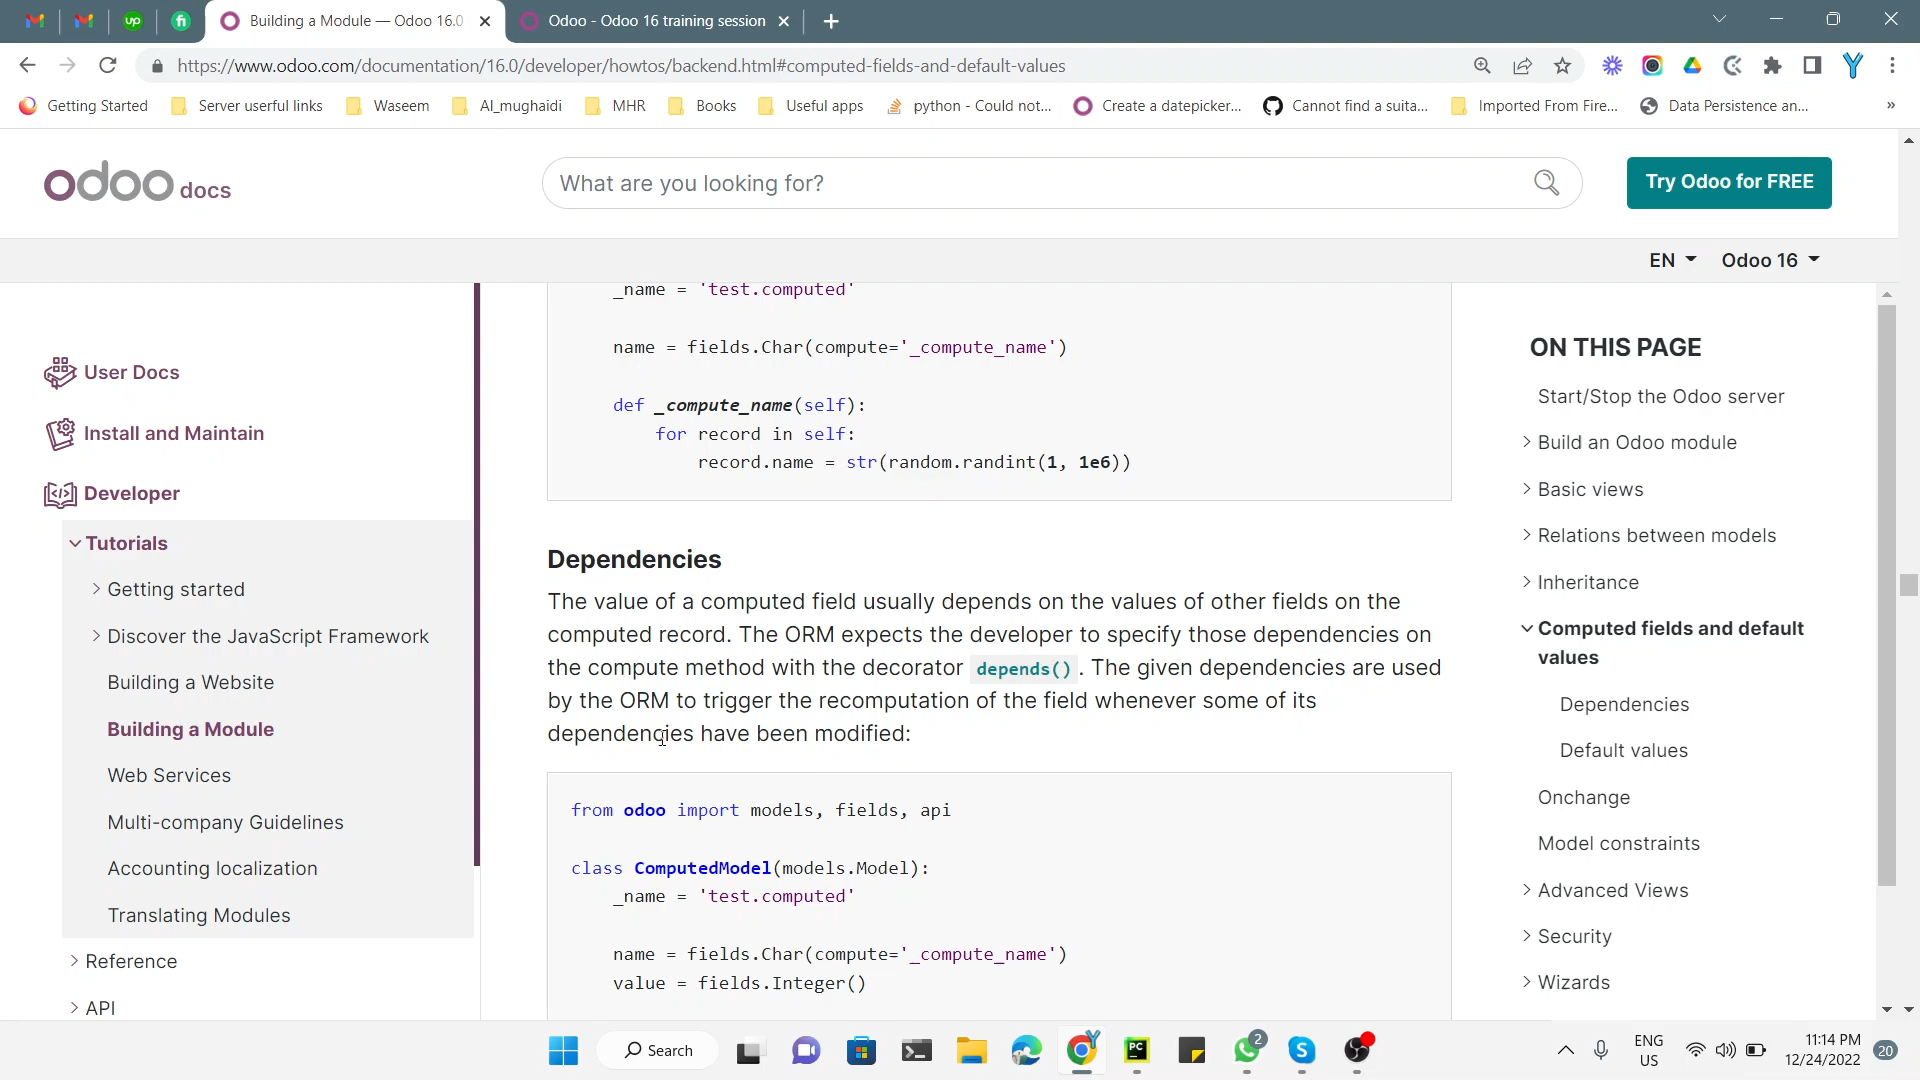 Building a Module — Odoo 16.0
Odoo - Odoo 16 training session
https://www.odoo.com/documentation/16.0/developer/howtos/backend.html#computed-fields-and-default-values
Getting Started
Server useful links
Waseem
Al_mughaidi
MHR
Books
Useful apps
python - Could not...
Create a datepicker...
Cannot find a suita...
Imported From Fire...
Data Persistence an...
»
odoo docs
What are you looking for?
Try Odoo for FREE
EN
Odoo 16
User Docs
Install and Maintain
Developer
Tutorials
Getting started
Discover the JavaScript Framework
Building a Website
Building a Module
Web Services
Multi-company Guidelines
Accounting localization
Translating Modules
Reference
API
_name = 'test.computed'
name = fields.Char(compute='_compute_name')
def _compute_name(self):
for record in self:
record.name = str(random.randint(1, 1e6))
Dependencies
The value of a computed field usually depends on the values of other fields on the
computed record. The ORM expects the developer to specify those dependencies on
the compute method with the decorator depends() . The given dependencies are used
by the ORM to trigger the recomputation of the field whenever some of its
dependencies have been modified:
from odoo import models, fields, api
class ComputedModel(models.Model):
_name = 'test.computed'
name = fields.Char(compute='_compute_name')
value = fields.Integer()
ON THIS PAGE
Start/Stop the Odoo server
Build an Odoo module
Basic views
Relations between models
Inheritance
Computed fields and default
values
Dependencies
Default values
Onchange
Model constraints
Advanced Views
Security
Wizards
Search
PC
2
ENG
US
11:14 PM
12/24/2022
20